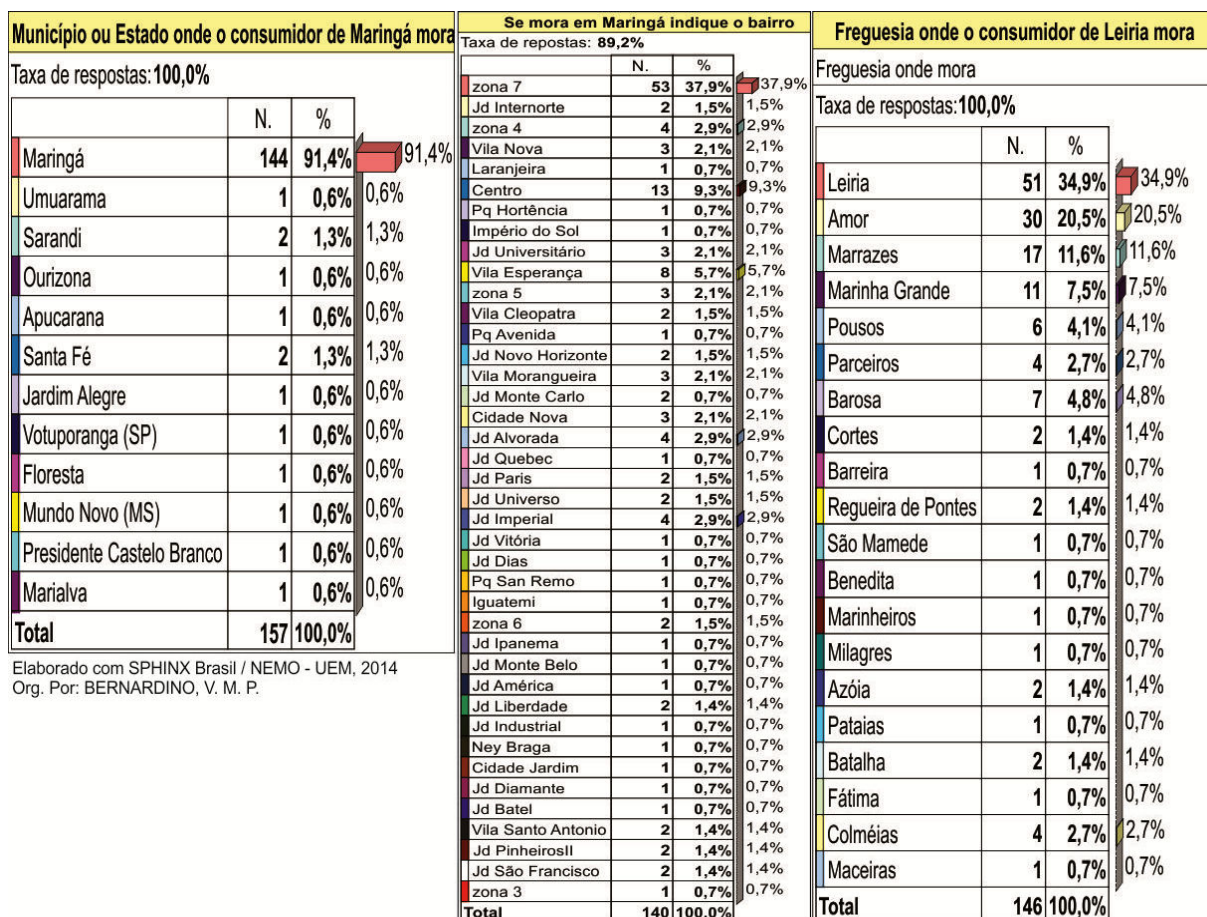 Município ou Estado onde o consumidor de Maringá mora
Taxa de respostas: 100,0%
N. %
Maringá 144 91,4% 91,4%
Umuarama 1 0,6% 0,6%
Sarandi 2 1,3% 1,3%
Ourizona 1 0,6% 0,6%
Apucarana 1 0,6% 0,6%
Santa Fé 2 1,3% 1,3%
Jardim Alegre 1 0,6% 0,6%
Votuporanga (SP) 1 0,6% 0,6%
Floresta 1 0,6% 0,6%
Mundo Novo (MS) 1 0,6% 0,6%
Presidente Castelo Branco 1 0,6% 0,6%
Marialva 1 0,6% 0,6%
Total 157 100,0%
Elaborado com SPHINX Brasil / NEMO - UEM, 2014
Org. Por: BERNARDINO, V. M. P.
Se mora em Maringá indique o bairro
Taxa de repostas: 89,2%
N. %
zona 7 53 37,9% 37,9%
Jd Internorte 2 1,5% 1,5%
zona 4 4 2,9% 2,9%
Vila Nova 3 2,1% 2,1%
Laranjeira 1 0,7% 0,7%
Centro 13 9,3% 9,3%
Pq Hortência 1 0,7% 0,7%
Império do Sol 1 0,7% 0,7%
Jd Universitário 3 2,1% 2,1%
Vila Esperança 8 5,7% 5,7%
zona 5 3 2,1% 2,1%
Vila Cleopatra 2 1,5% 1,5%
Pq Avenida 1 0,7% 0,7%
Jd Novo Horizonte 2 1,5% 1,5%
Vila Morangueira 3 2,1% 2,1%
Jd Monte Carlo 2 0,7% 0,7%
Cidade Nova 3 2,1% 2,1%
Jd Alvorada 4 2,9% 2,9%
Jd Quebec 1 0,7% 0,7%
Jd Paris 2 1,5% 1,5%
Jd Universo 2 1,5% 1,5%
Jd Imperial 4 2,9% 2,9%
Jd Vitória 1 0,7% 0,7%
Jd Dias 1 0,7% 0,7%
Pq San Remo 1 0,7% 0,7%
Iguatemi 1 0,7% 0,7%
zona 6 2 1,5% 1,5%
Jd Ipanema 1 0,7% 0,7%
Jd Monte Belo 1 0,7% 0,7%
Jd América 1 0,7% 0,7%
Jd Liberdade 2 1,4% 1,4%
Jd Industrial 1 0,7% 0,7%
Ney Braga 1 0,7% 0,7%
Cidade Jardim 1 0,7% 0,7%
Jd Diamante 1 0,7% 0,7%
Jd Batel 1 0,7% 0,7%
Vila Santo Antonio 2 1,4% 1,4%
Jd PinheirosII 2 1,4% 1,4%
Jd São Francisco 2 1,4% 1,4%
zona 3 1 0,7% 0,7%
Total 140 100,0%
Freguesia onde o consumidor de Leiria mora
Freguesia onde mora
Taxa de respostas: 100,0%
N. %
Leiria 51 34,9% 34,9%
Amor 30 20,5% 20,5%
Marrazes 17 11,6% 11,6%
Marinha Grande 11 7,5% 7,5%
Pousos 6 4,1% 4,1%
Parceiros 4 2,7% 2,7%
Barosa 7 4,8% 4,8%
Cortes 2 1,4% 1,4%
Barreira 1 0,7% 0,7%
Regueira de Pontes 2 1,4% 1,4%
São Mamede 1 0,7% 0,7%
Benedita 1 0,7% 0,7%
Marinheiros 1 0,7% 0,7%
Milagres 1 0,7% 0,7%
Azóia 2 1,4% 1,4%
Pataias 1 0,7% 0,7%
Batalha 2 1,4% 1,4%
Fátima 1 0,7% 0,7%
Colméias 4 2,7% 2,7%
Maceiras 1 0,7% 0,7%
Total 146 100,0%